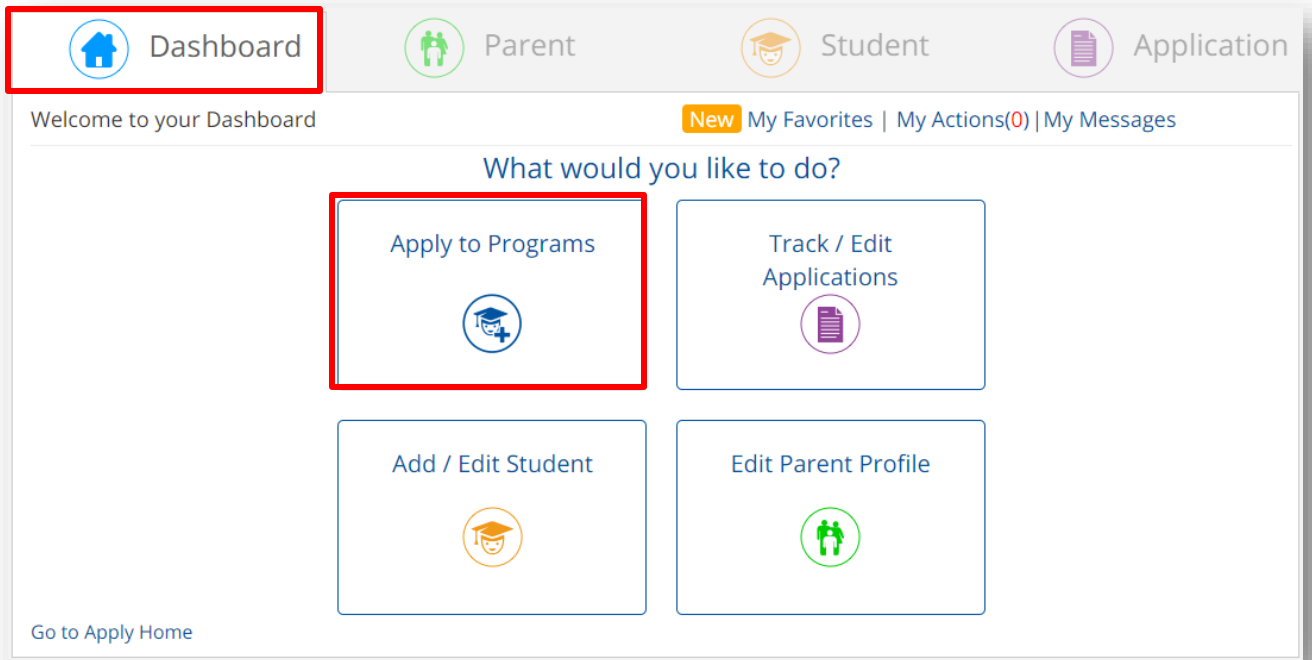 Dashboard
Parent
Student
Application
Welcome to your Dashboard
New My Favorites | My Actions(0)|My Messages
What would you like to do?
Apply to Programs
Track / Edit
Applications
Add / Edit Student
Edit Parent Profile
Go to Apply Home